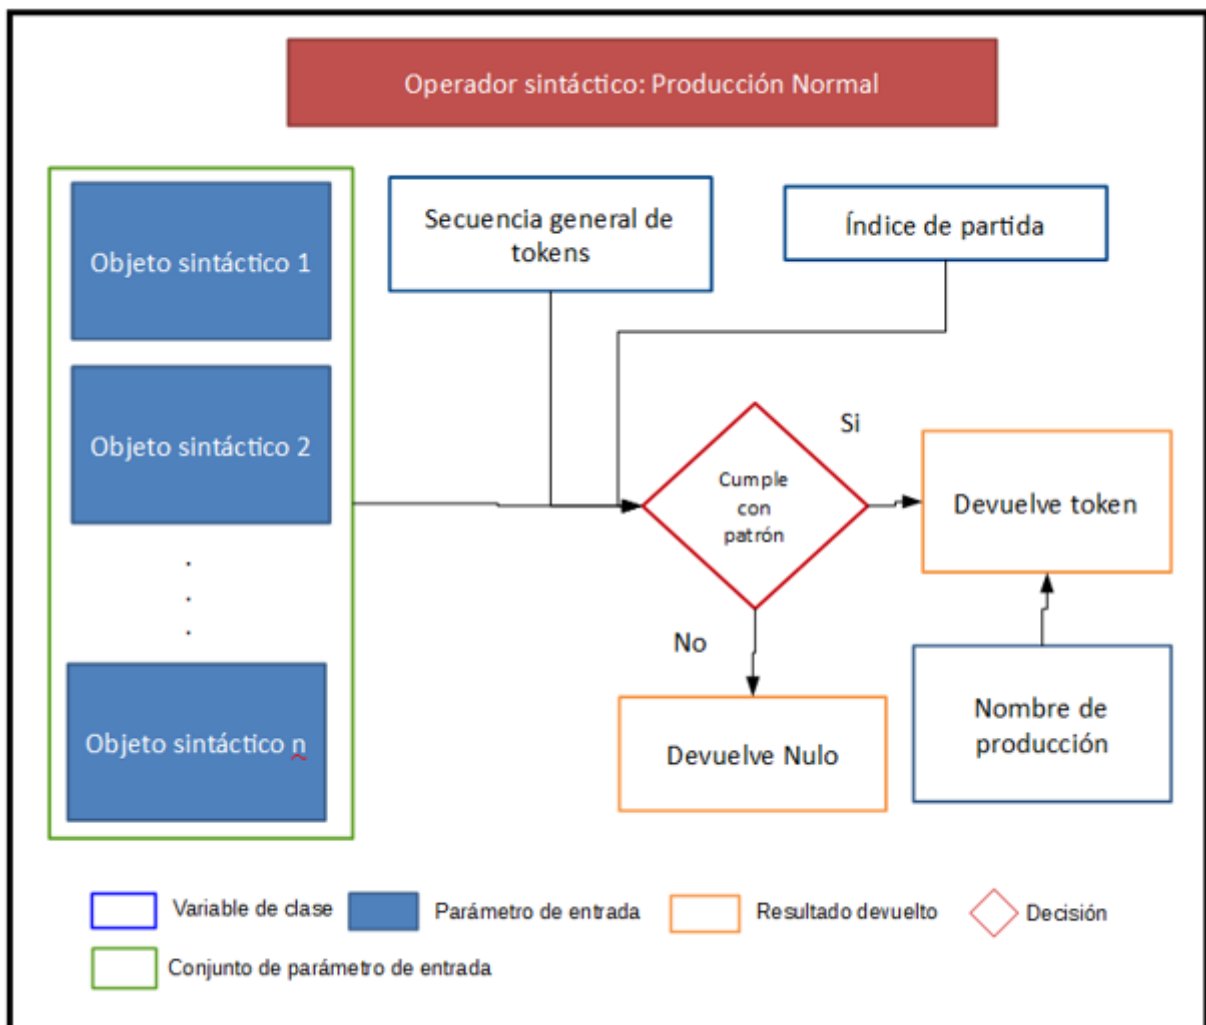 Operador sintáctico: Producción Normal
Objeto sintáctico 1
Secuencia general de
tokens
Índice de partida
Objeto sintáctico 2
Si
Cumple
con
patrón
Devuelve token
.
.
.
No
Objeto sintáctico n
Devuelve Nulo
Nombre de
producción
Variable de clase
Parámetro de entrada
Resultado devuelto
Decisión
Conjunto de parámetro de entrada